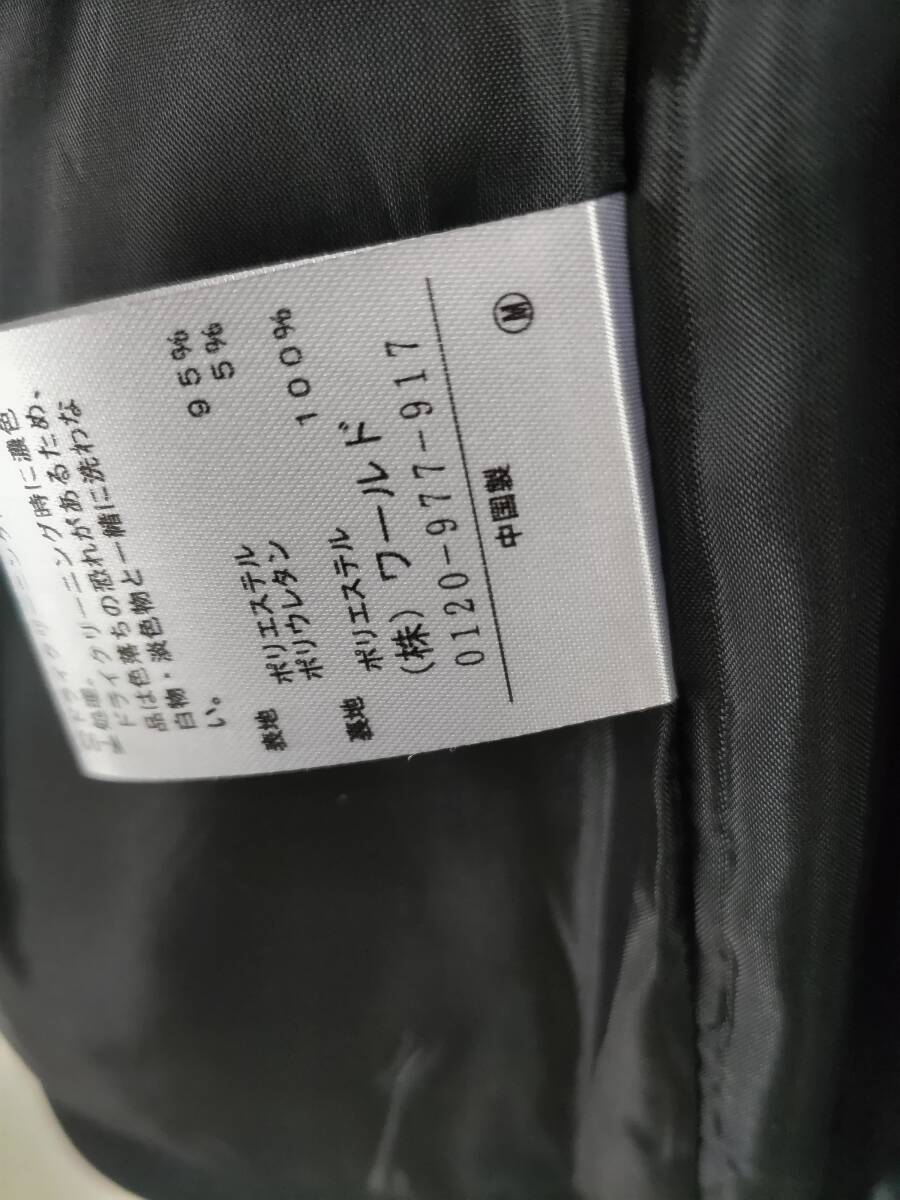 処理。
ドライクリーニング時に濃色
品は色落ちの恐れがあるため、
白物・淡色物と一緒に洗わな
い。
表地 ポリエステル 95%
ポリウレタン 5%
裏地 ポリエステル 100%
(株)ワールド
0120-977-917
中国製 Ⓜ